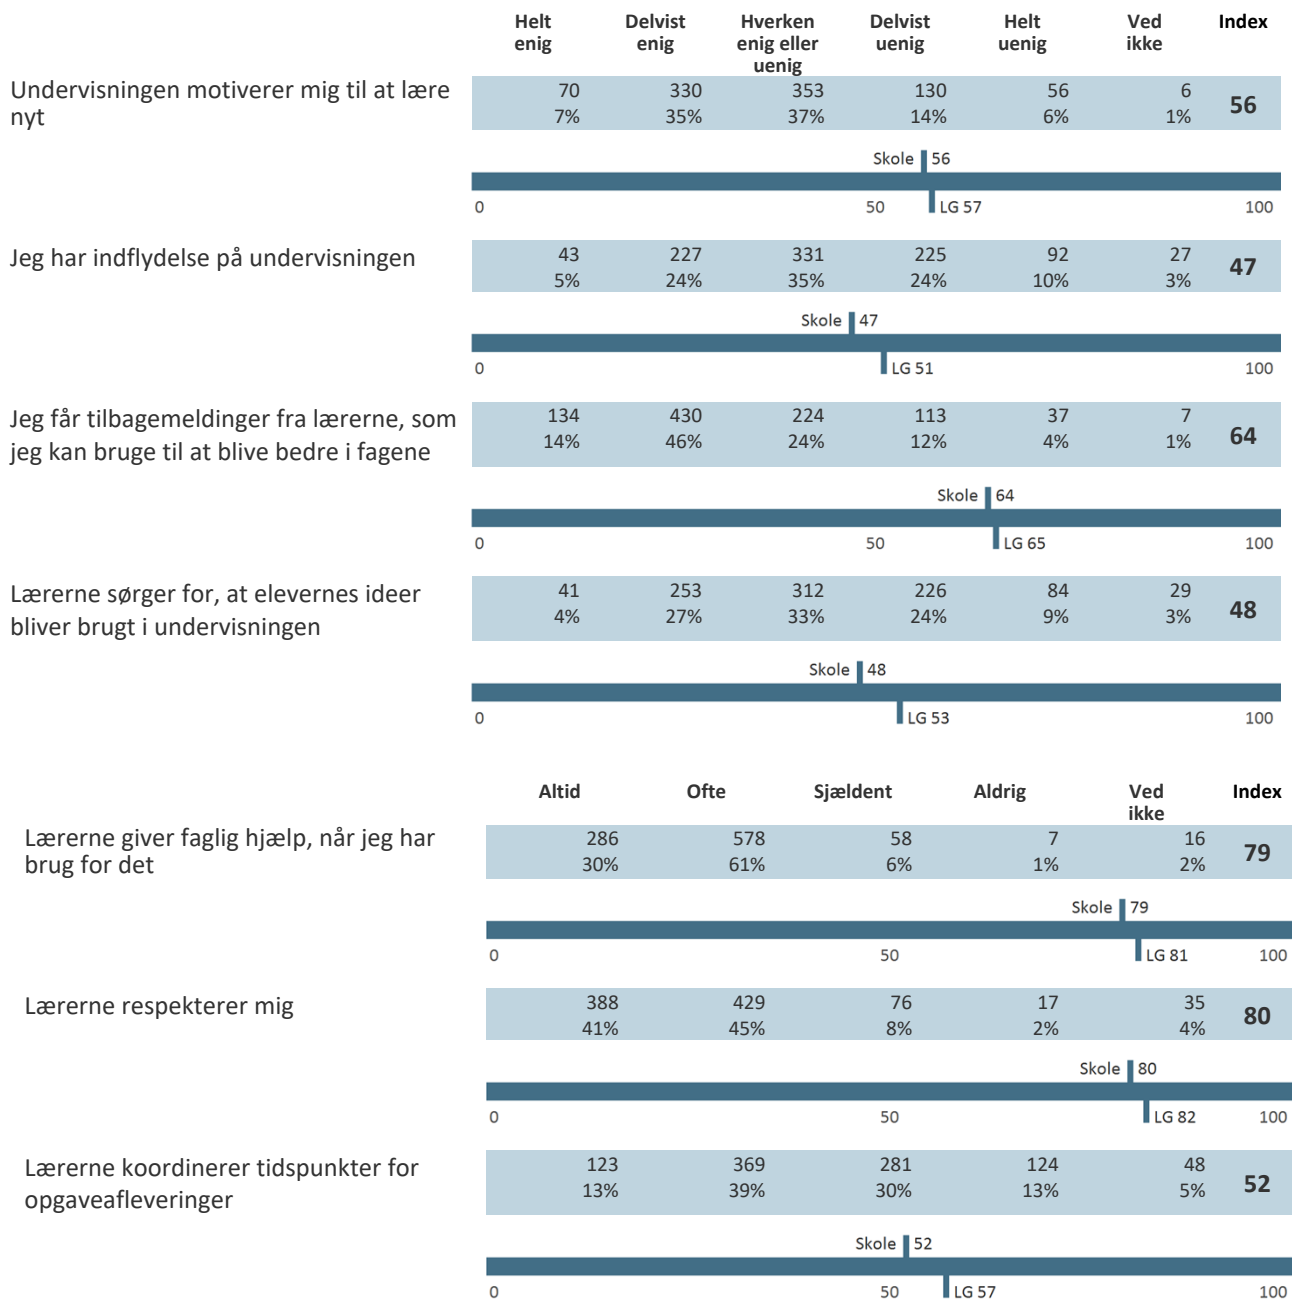 Helt Delvist Hverken Delvist Helt Ved Index
enig enig enig eller uenig uenig ikke
uenig
Undervisningen motiverer mig til at lære
nyt
70 330 353 130 56 6
7% 35% 37% 14% 6% 1%
56
Skole 56
0 50 LG 57 100
Jeg har indflydelse på undervisningen
43 227 331 225 92 27
5% 24% 35% 24% 10% 3%
47
Skole 47
0 LG 51 100
Jeg får tilbagemeldinger fra lærerne, som
jeg kan bruge til at blive bedre i fagene
134 430 224 113 37 7
14% 46% 24% 12% 4% 1%
64
Skole 64
0 50 LG 65 100
Lærerne sørger for, at elevernes ideer
bliver brugt i undervisningen
41 253 312 226 84 29
4% 27% 33% 24% 9% 3%
48
Skole 48
0 LG 53 100
Altid Ofte Sjældent Aldrig Ved Index
ikke
Lærerne giver faglig hjælp, når jeg har
brug for det
286 578 58 7 16
30% 61% 6% 1% 2%
79
Skole 79
0 50 LG 81 100
Lærerne respekterer mig
388 429 76 17 35
41% 45% 8% 2% 4%
80
Skole 80
0 50 LG 82 100
Lærerne koordinerer tidspunkter for
opgaveafleveringer
123 369 281 124 48
13% 39% 30% 13% 5%
52
Skole 52
0 50 LG 57 100